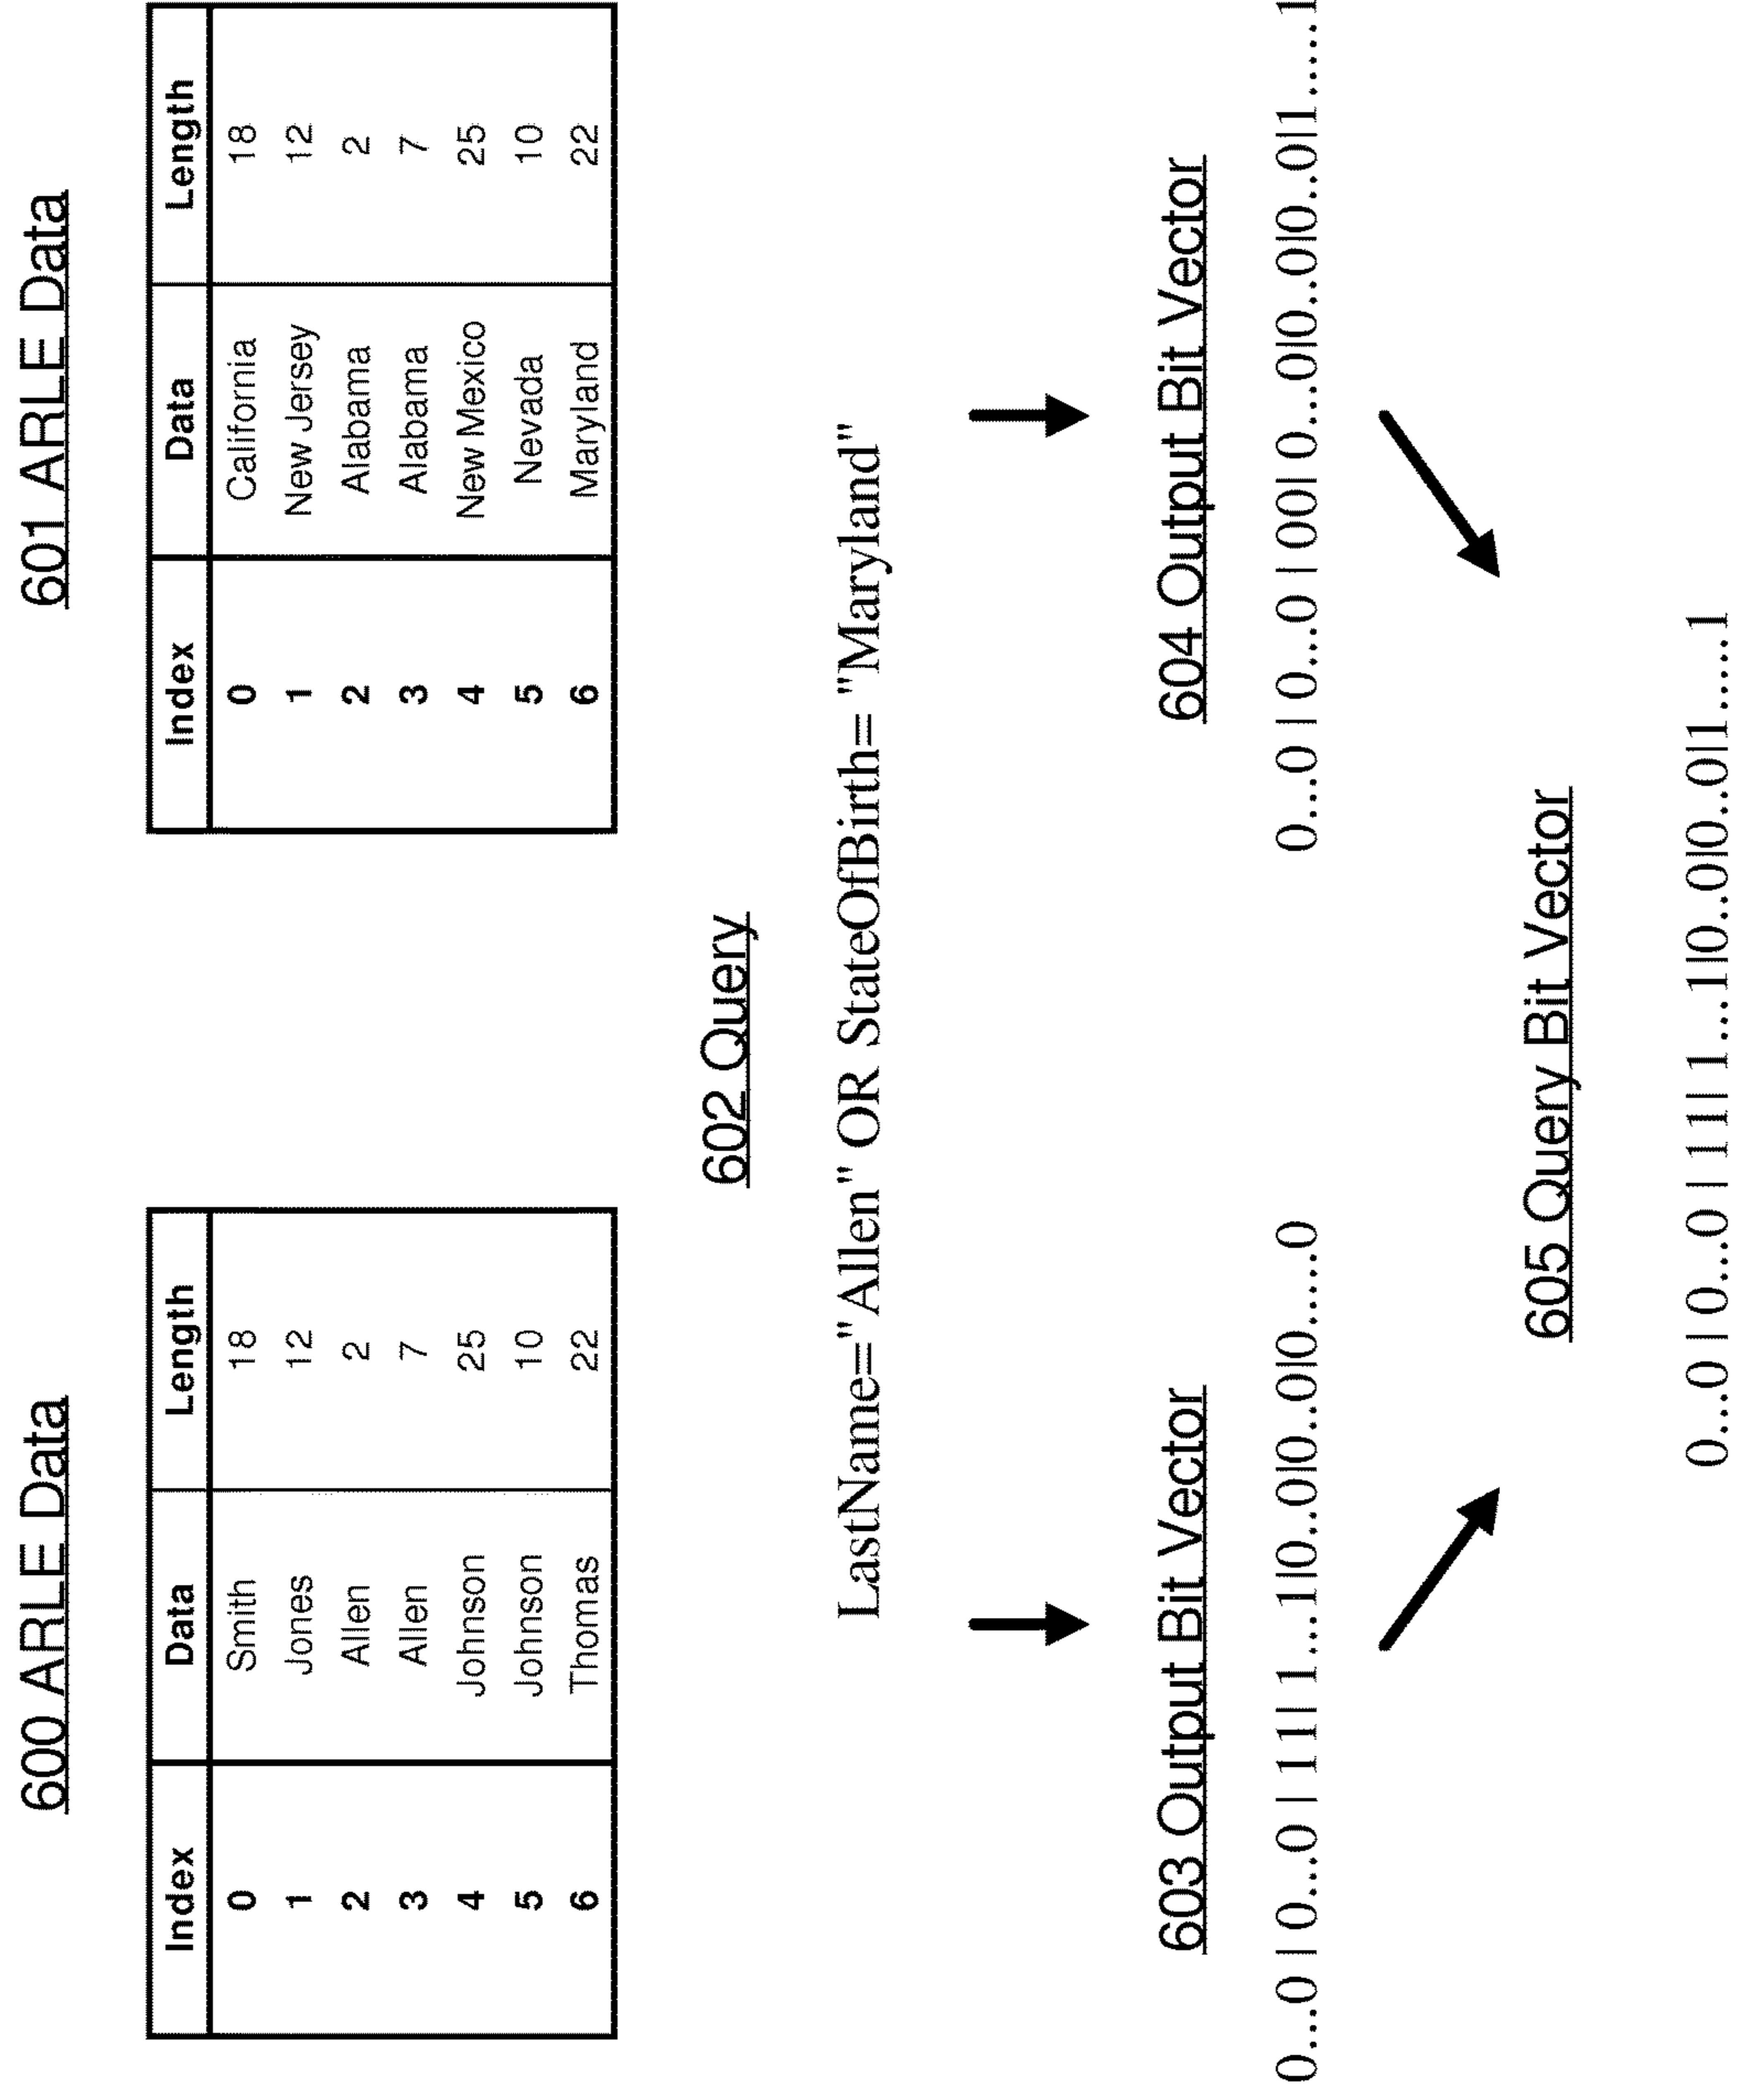 600 ARLE Data
Index Data Length
0 Smith 18
1 Jones 12
2 Allen 2
3 Allen 7
4 Johnson 25
5 Johnson 10
6 Thomas 22
601 ARLE Data
Index Data Length
0 California 18
1 New Jersey 12
2 Alabama 2
3 Alabama 7
4 New Mexico 25
5 Nevada 10
6 Maryland 22
602 Query
LastName="Allen" OR StateOfBirth= "Maryland"
603 Output Bit Vector
0....0 | 0...0 | 11| 1...1|0..0|0..0|0.....0
604 Output Bit Vector
0....0 | 0...0 | 00| 0...0|0..0|0..0|1.....1
605 Query Bit Vector
0....0 | 0...0 | 11| 1...1|0..0|0..0|1.....1